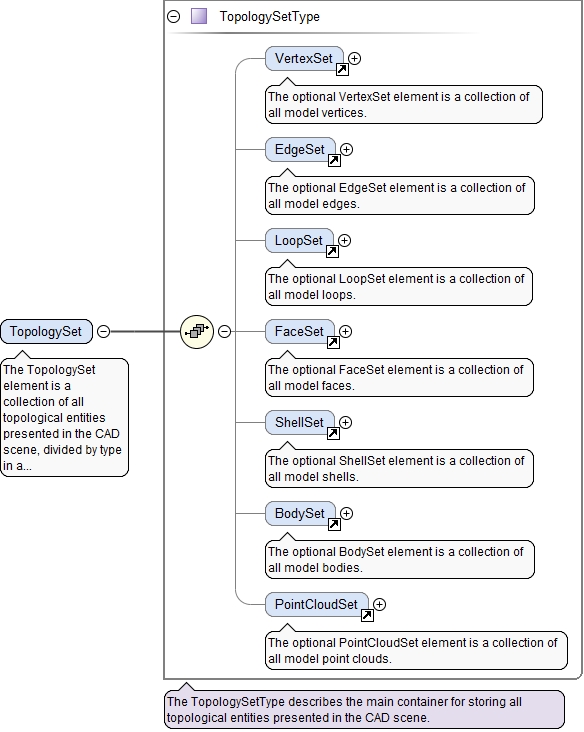 TopologySetType
VertexSet
The optional VertexSet element is a collection of
all model vertices.
EdgeSet
The optional EdgeSet element is a collection of
all model edges.
LoopSet
The optional LoopSet element is a collection of
all model loops.
TopologySet
The TopologySet
element is a
collection of all
topological entities
presented in the CAD
scene, divided by type
in a...
FaceSet
The optional FaceSet element is a collection of
all model faces.
ShellSet
The optional ShellSet element is a collection of
all model shells.
BodySet
The optional BodySet element is a collection of
all model bodies.
PointCloudSet
The optional PointCloudSet element is a collection of
all model point clouds.
The TopologySetType describes the main container for storing all
topological entities presented in the CAD scene.